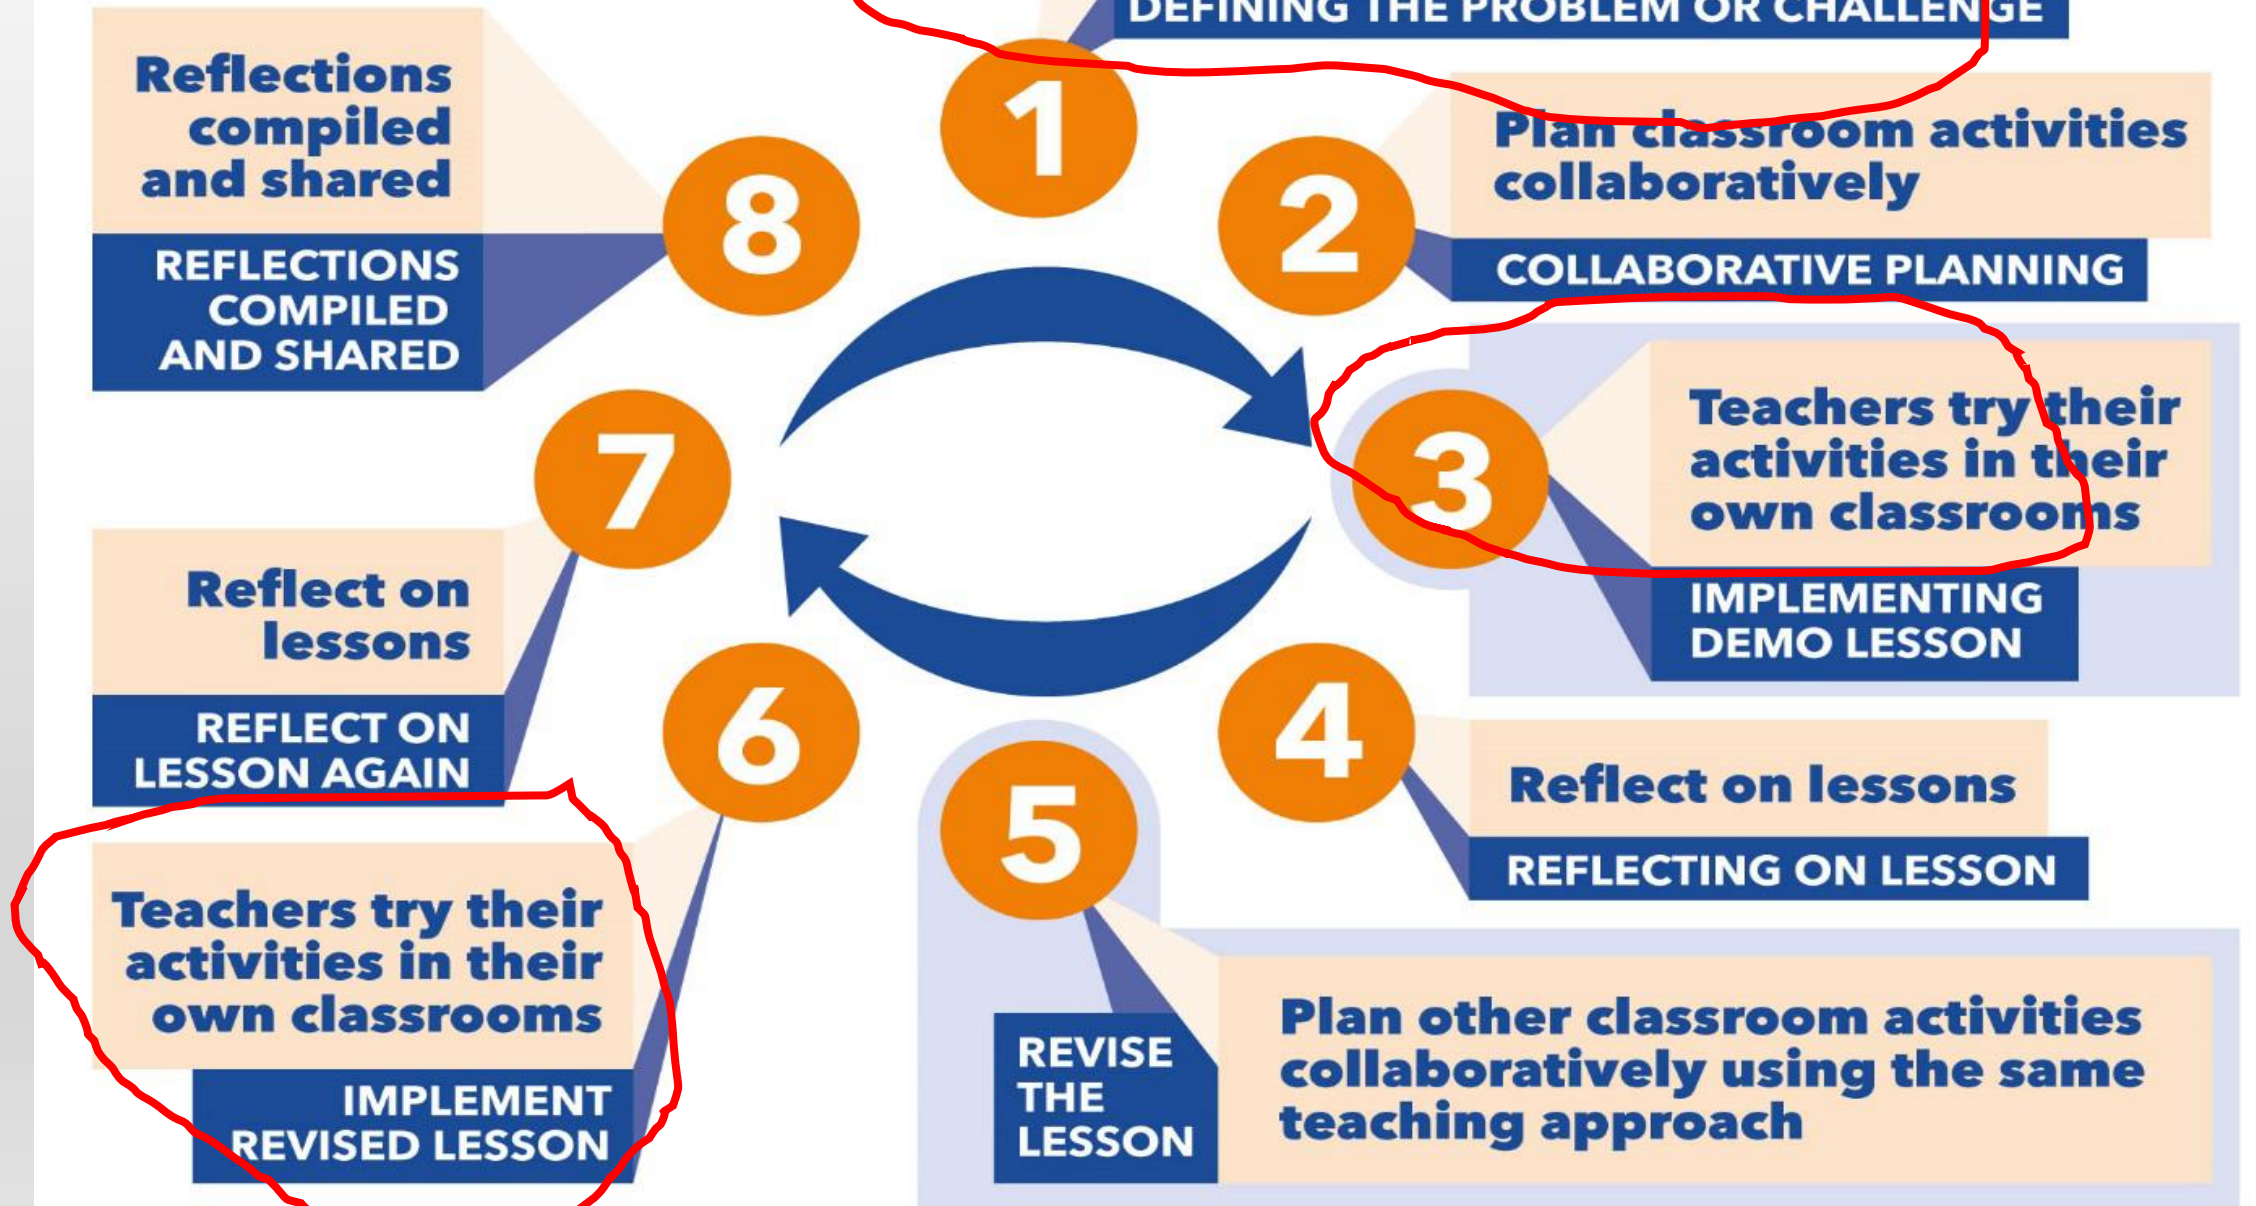 DEFINING THE PROBLEM OR CHALLENGE
1
2
Plan classroom activities
collaboratively
COLLABORATIVE PLANNING
3
Teachers try their
activities in their
own classrooms
IMPLEMENTING
DEMO LESSON
4
Reflect on lessons
REFLECTING ON LESSON
5
REVISE
THE
LESSON
Plan other classroom activities
collaboratively using the same
teaching approach
6
Teachers try their
activities in their
own classrooms
IMPLEMENT
REVISED LESSON
7
Reflect on
lessons
REFLECT ON
LESSON AGAIN
8
Reflections
compiled
and shared
REFLECTIONS
COMPILED
AND SHARED